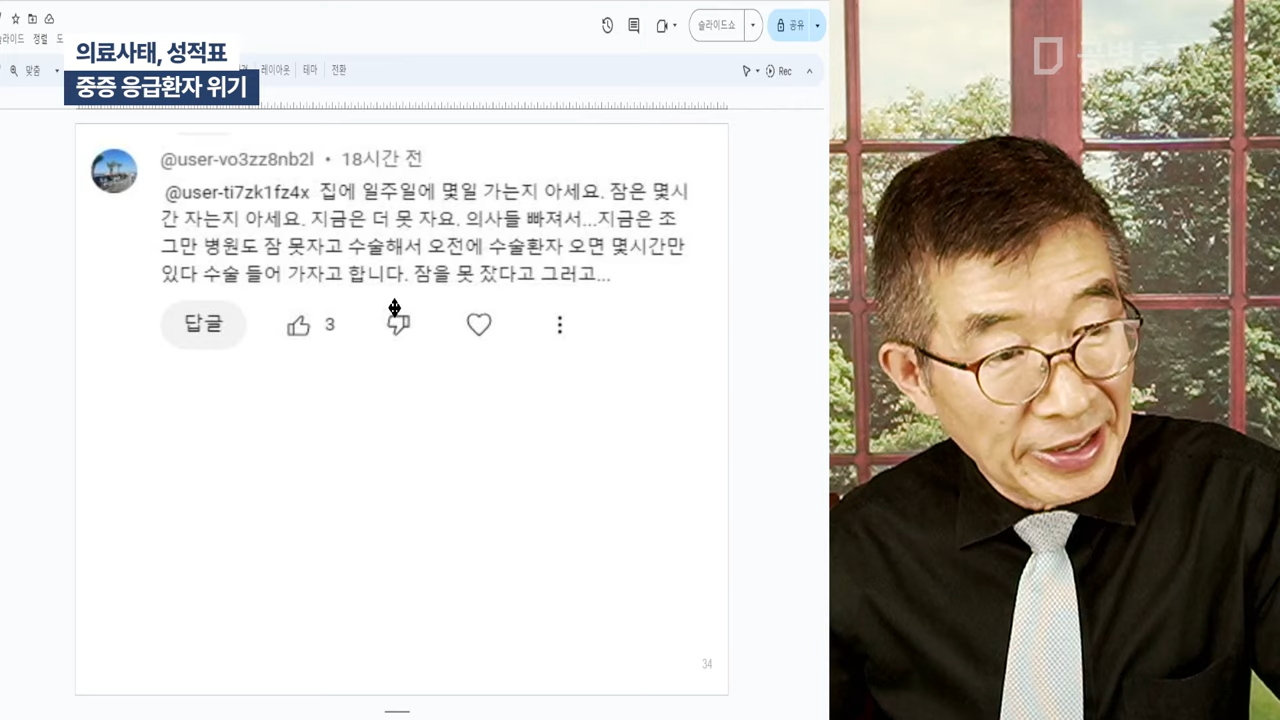 라이드 정렬 도
의료사태, 성적표
중증 응급환자 위기
맞춤
레이아웃 테마 전환
슬라이드쇼
공유
Rec
@user-vo3zz8nb2l • 18시간 전
@user-ti7zk1fz4x 집에 일주일에 몇일 가는지 아세요. 잠은 몇시
간 자는지 아세요. 지금은 더 못 자요. 의사들 빠져서...지금은 조
그만 병원도 잠 못자고 수술해서 오전에 수술환자 오면 몇시간만
있다 수술 들어 가자고 합니다. 잠을 못 잤다고 그러고...
답글
3
34